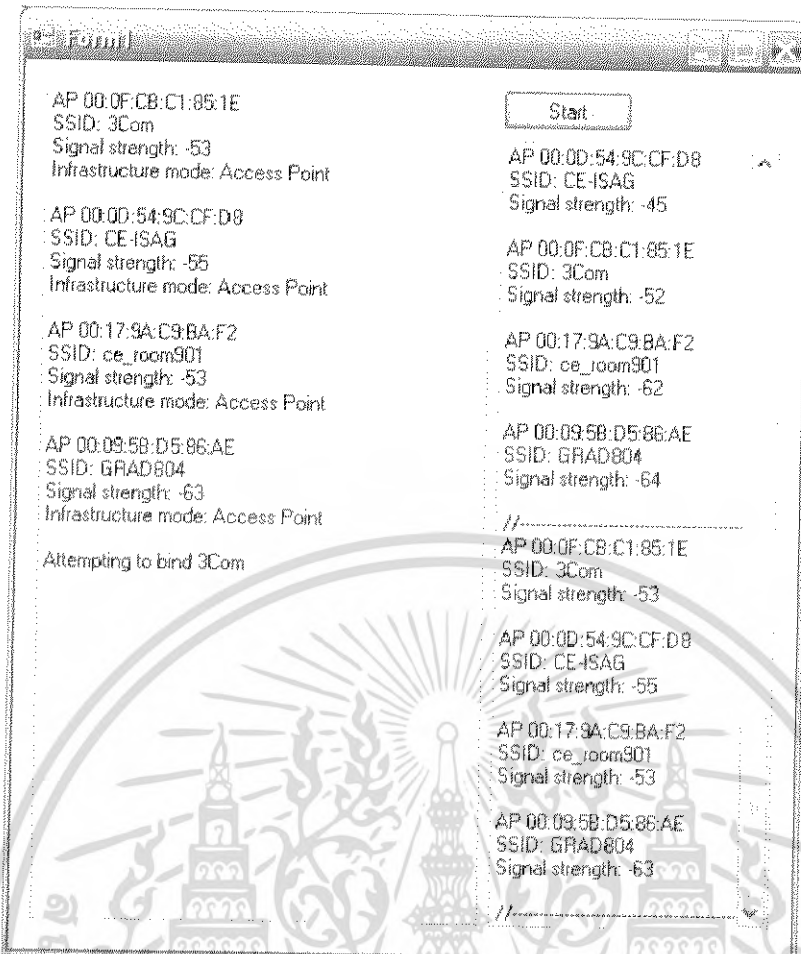 Form1
AP 00:0F:CB:C1:85:1E
SSID: 3Com
Signal strength: -53
Infrastructure mode: Access Point
AP 00:0D:54:9C:CF:D8
SSID: CE-ISAG
Signal strength: -55
Infrastructure mode: Access Point
AP 00:17:9A:C9:BA:F2
SSID: ce_room901
Signal strength: -53
Infrastructure mode: Access Point
AP 00:09:5B:D5:86:AE
SSID: GRAD804
Signal strength: -63
Infrastructure mode: Access Point
Attempting to bind 3Com
Start
AP 00:0D:54:9C:CF:D8
SSID: CE-ISAG
Signal strength: -45
AP 00:0F:CB:C1:85:1E
SSID: 3Com
Signal strength: -52
AP 00:17:9A:C9:BA:F2
SSID: ce_room901
Signal strength: -62
AP 00:09:5B:D5:86:AE
SSID: GRAD804
Signal strength: -64
//------------------------------------
AP 00:0F:CB:C1:85:1E
SSID: 3Com
Signal strength: -53
AP 00:0D:54:9C:CF:D8
SSID: CE-ISAG
Signal strength: -55
AP 00:17:9A:C9:BA:F2
SSID: ce_room901
Signal strength: -53
AP 00:09:5B:D5:86:AE
SSID: GRAD804
Signal strength: -63
//------------------------------------